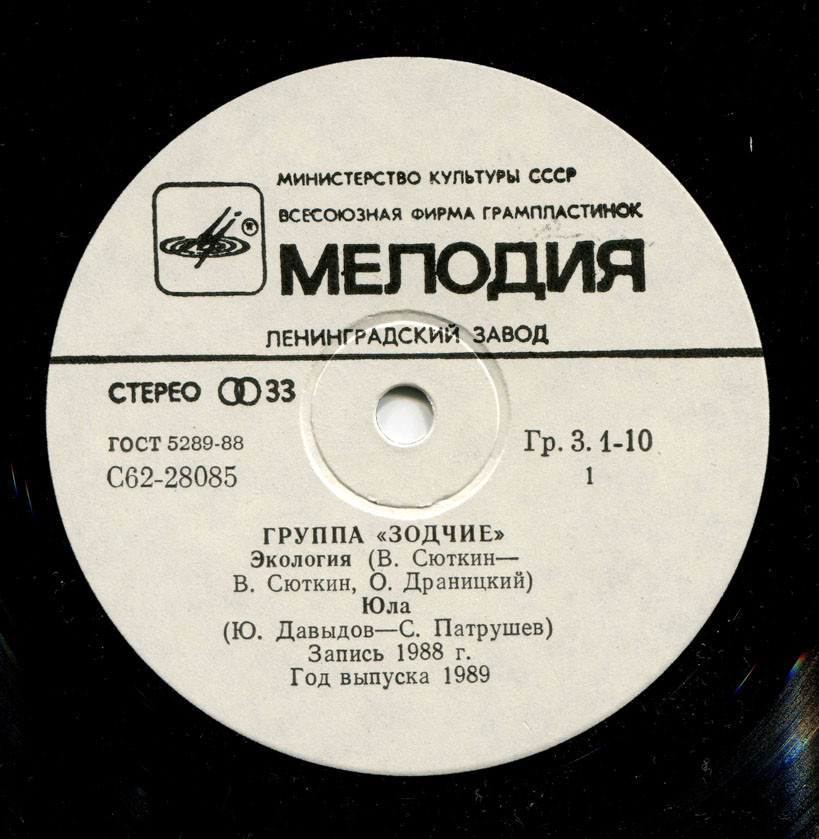 МИНИСТЕРСТВО КУЛЬТУРЫ СССР
ВСЕСОЮЗНАЯ ФИРМА ГРАМПЛАСТИНОК
МЕЛОДИЯ
ЛЕНИНГРАДСКИЙ ЗАВОД
СТЕРЕО 33
ГОСТ 5289-88
С62-28085
Гр. 3. 1-10
1
ГРУППА «ЗОДЧИЕ»
Экология (В. Сюткин—
В. Сюткин, О. Драницкий)
Юла
(Ю. Давыдов—С. Патрушев)
Запись 1988 г.
Год выпуска 1989